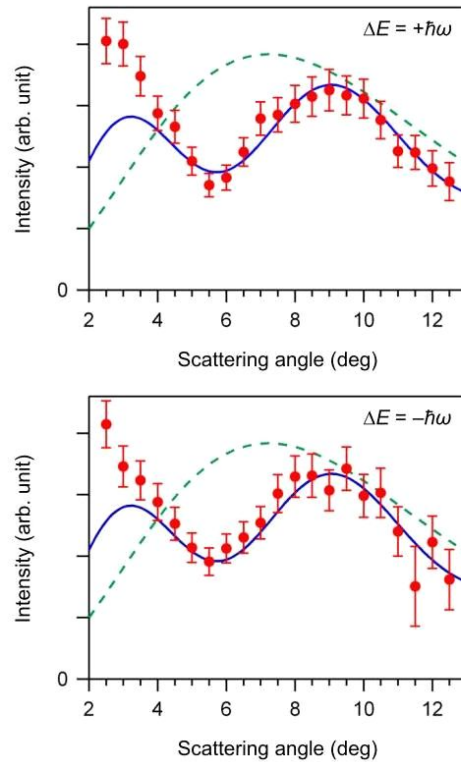 ΔE = +ħω
Intensity (arb. unit)
0
2 4 6 8 10 12
Scattering angle (deg)
ΔE = –ħω
Intensity (arb. unit)
0
2 4 6 8 10 12
Scattering angle (deg)